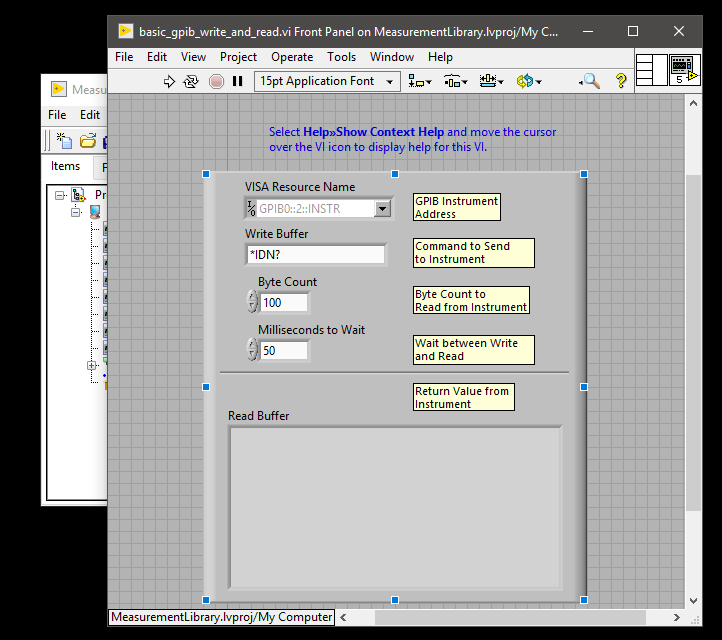 basic_gpib_write_and_read.vi Front Panel on MeasurementLibrary.lvproj/My C...
File Edit View Project Operate Tools Window Help
15pt Application Font
5
Measu
File Edit
Items
Pr
Select Help»Show Context Help and move the cursor
over the VI icon to display help for this VI.
VISA Resource Name
GPIB0::2::INSTR
GPIB Instrument
Address
Write Buffer
*IDN?
Command to Send
to Instrument
Byte Count
100
Byte Count to
Read from Instrument
Milliseconds to Wait
50
Wait between Write
and Read
Return Value from
Instrument
Read Buffer
MeasurementLibrary.lvproj/My Computer